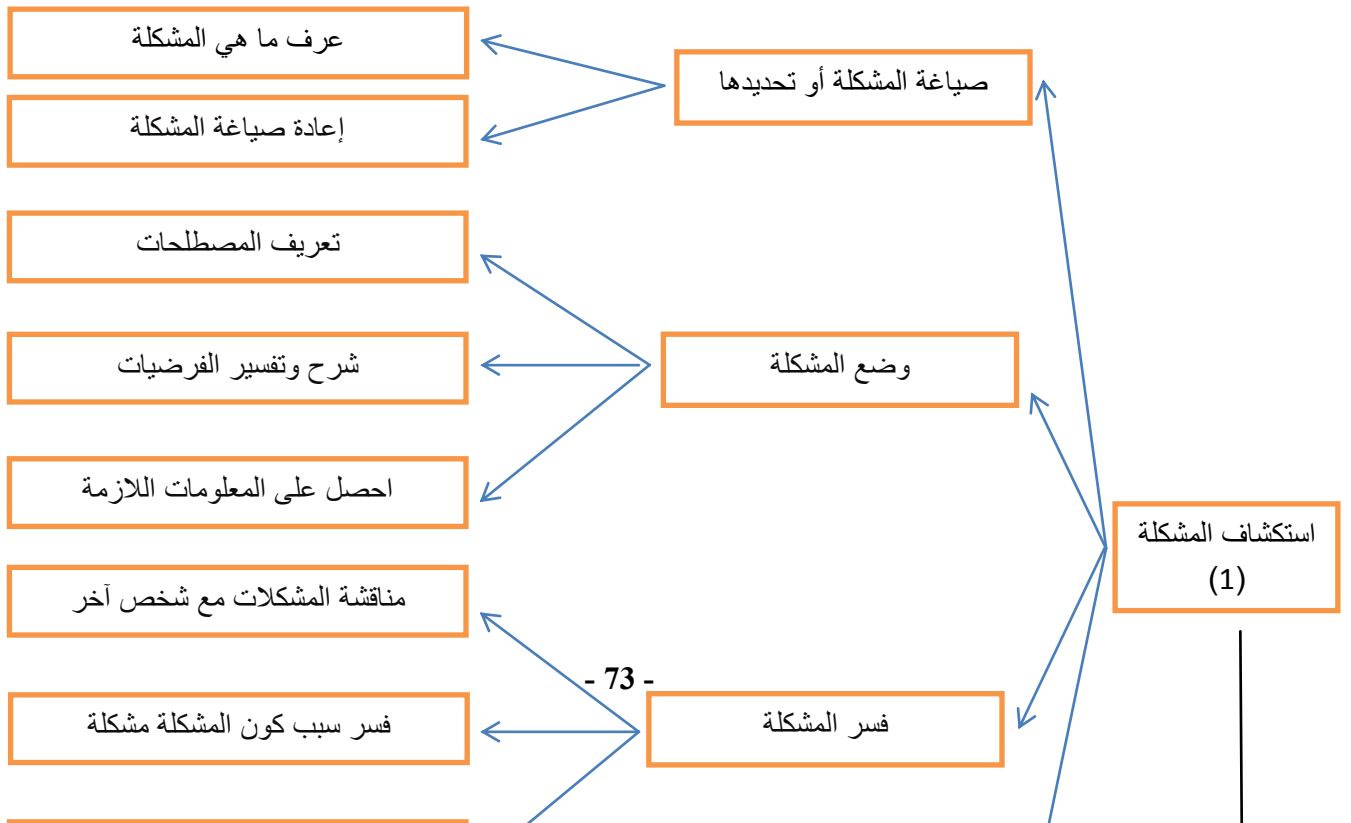 صياغة المشكلة أو تحديدها
عرف ما هي المشكلة
إعادة صياغة المشكلة
تعريف المصطلحات
وضع المشكلة
شرح وتفسير الفرضيات
احصل على المعلومات اللازمة
استكشاف المشكلة
(1)
مناقشة المشكلات مع شخص آخر
- 73 -
فسر المشكلة
فسر سبب كون المشكلة مشكلة